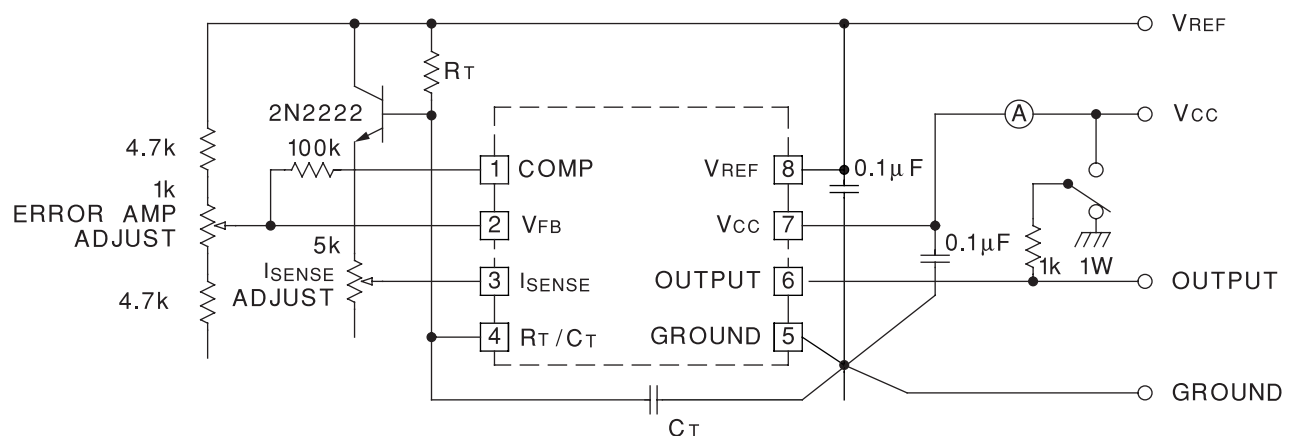 VREF
RT
2N2222
VCC
A
4.7k
100k
1 COMP
VREF 8
0.1μF
1k
ERROR AMP
ADJUST
2 VFB
VCC 7
5k
0.1μF
ISENSE
ADJUST
3 ISENSE
OUTPUT 6
1k 1W
OUTPUT
4.7k
4 RT/CT
GROUND 5
GROUND
CT